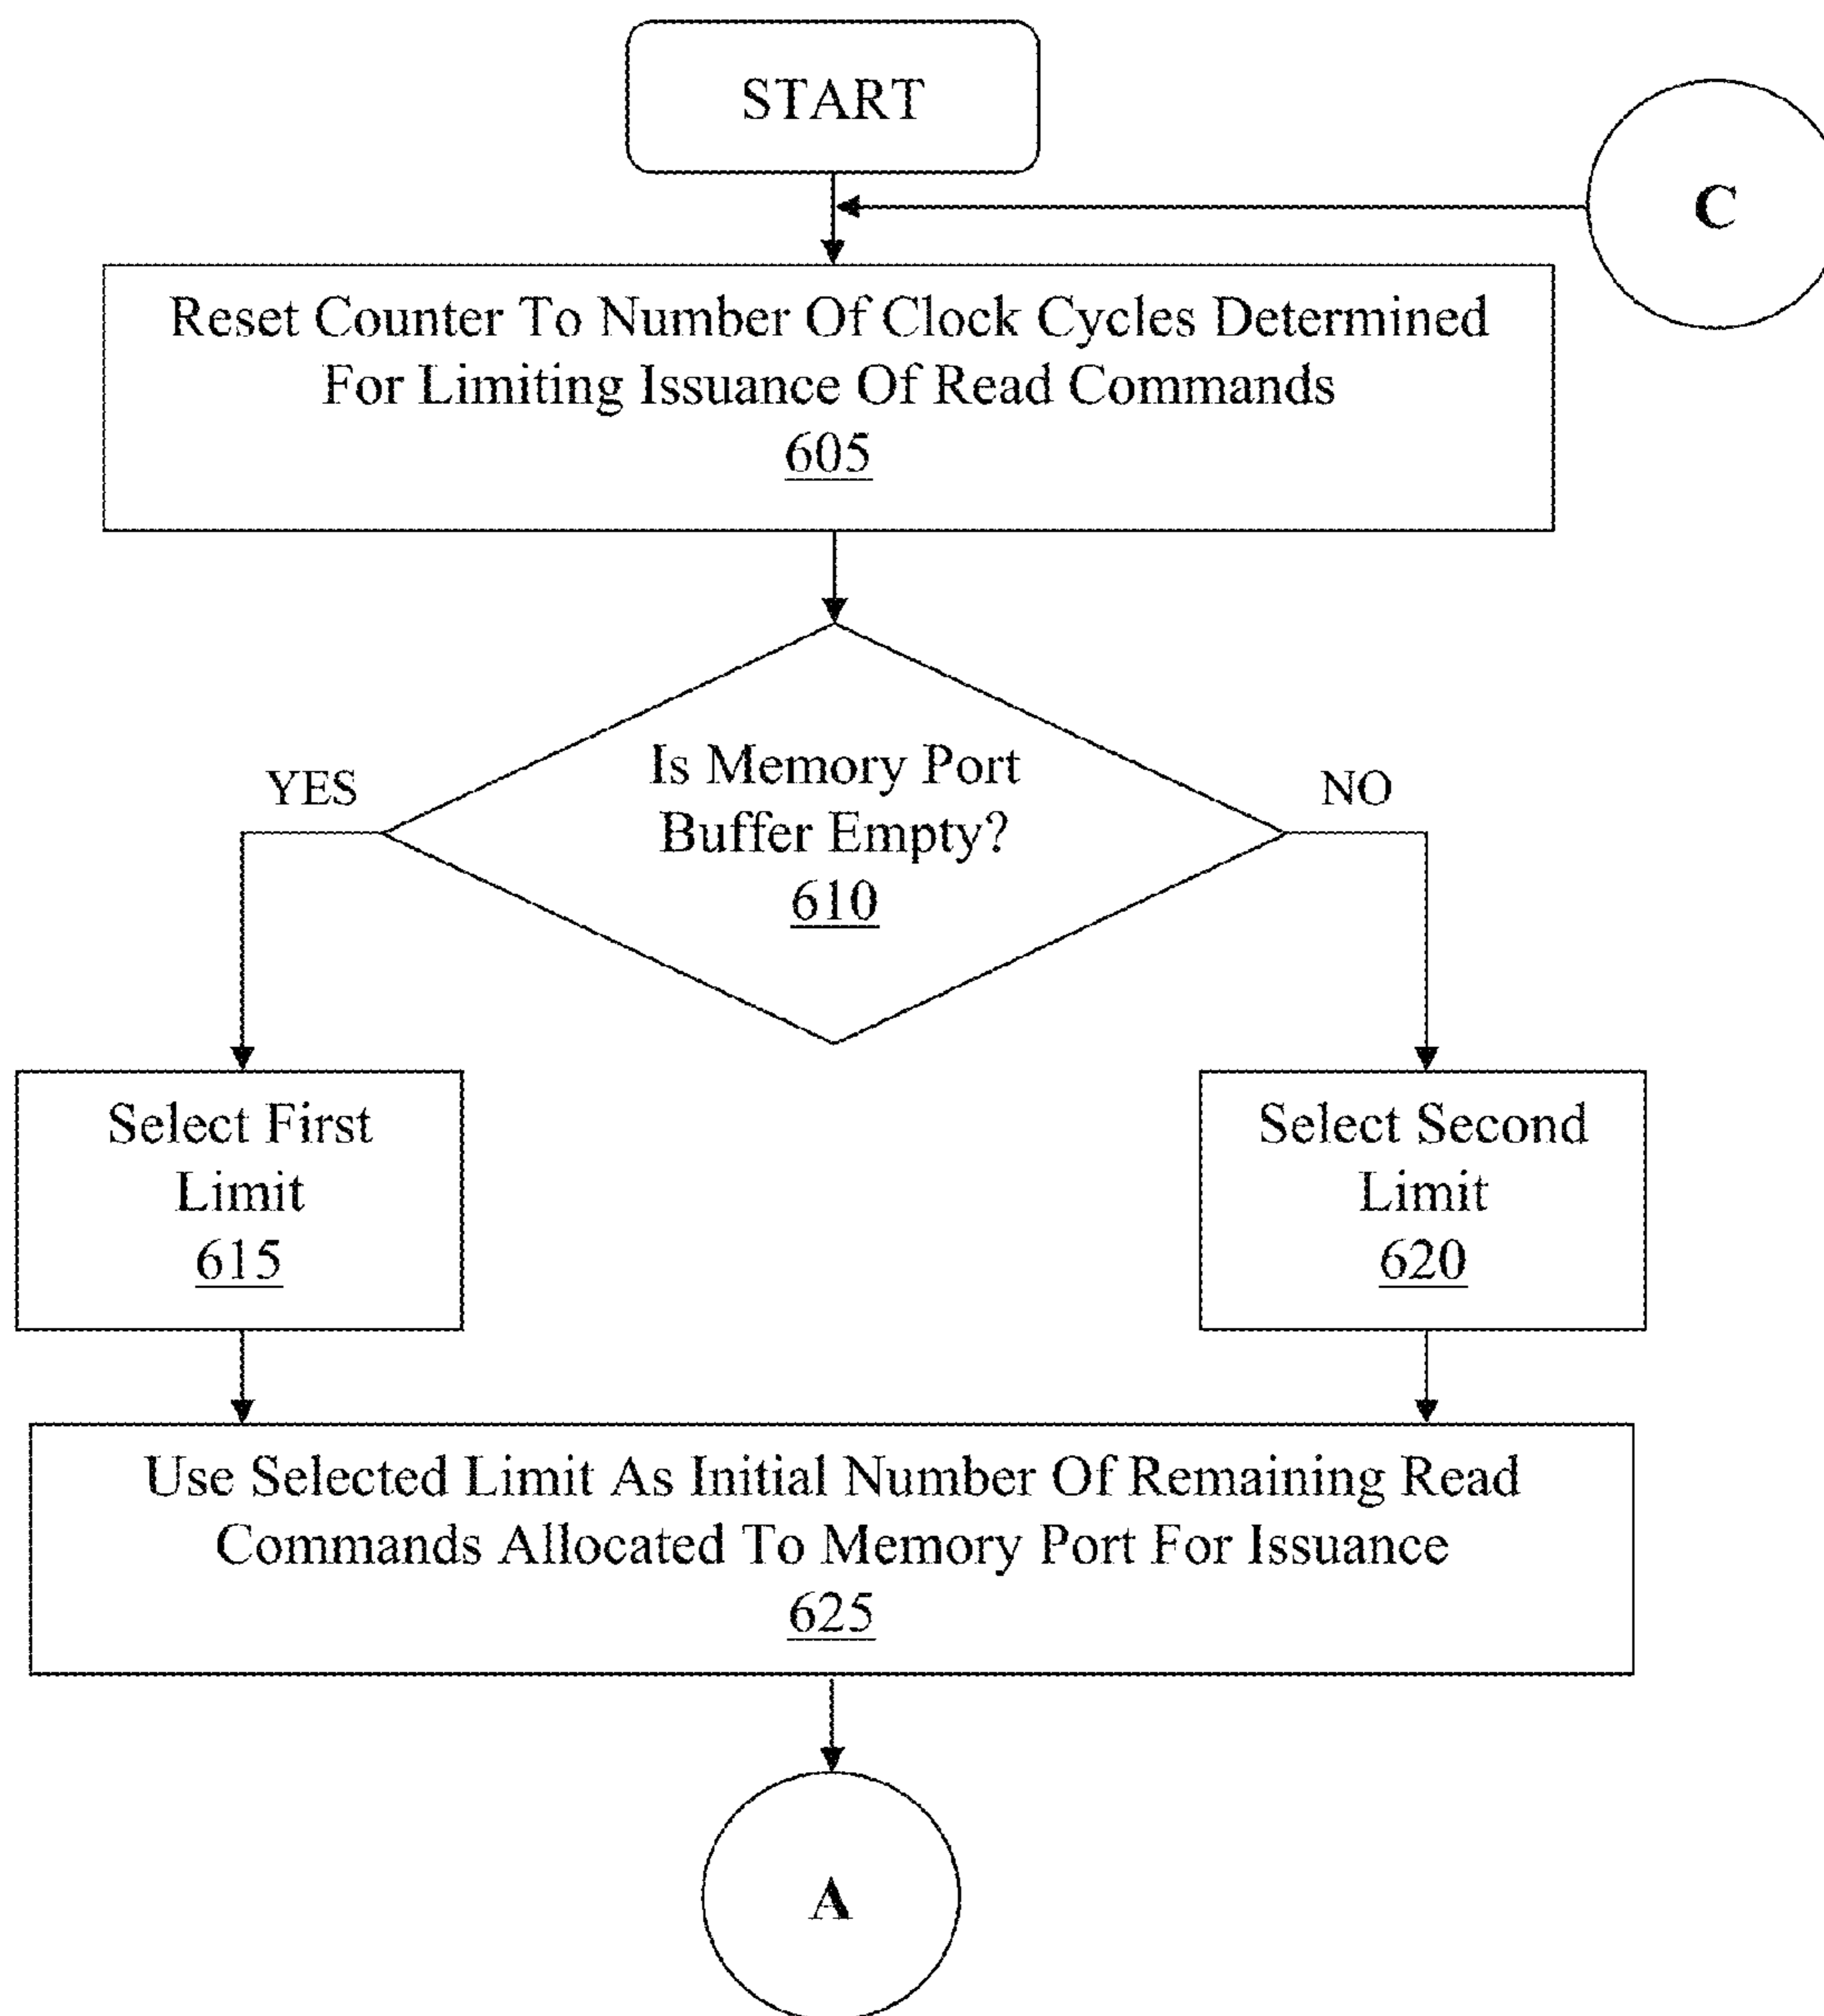 START
C
Reset Counter To Number Of Clock Cycles Determined
For Limiting Issuance Of Read Commands
605
Is Memory Port
Buffer Empty?
610
YES
NO
Select First
Limit
615
Select Second
Limit
620
Use Selected Limit As Initial Number Of Remaining Read
Commands Allocated To Memory Port For Issuance
625
A